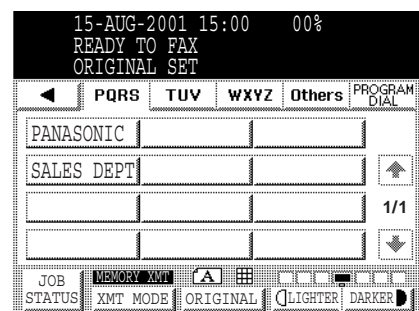 15-AUG-2001 15:00 00%
READY TO FAX
ORIGINAL SET
PQRS TUV WXYZ Others PROGRAM DIAL
PANASONIC
SALES DEPT
1/1
JOB STATUS
MEMORY XMT A
XMT MODE ORIGINAL LIGHTER DARKER